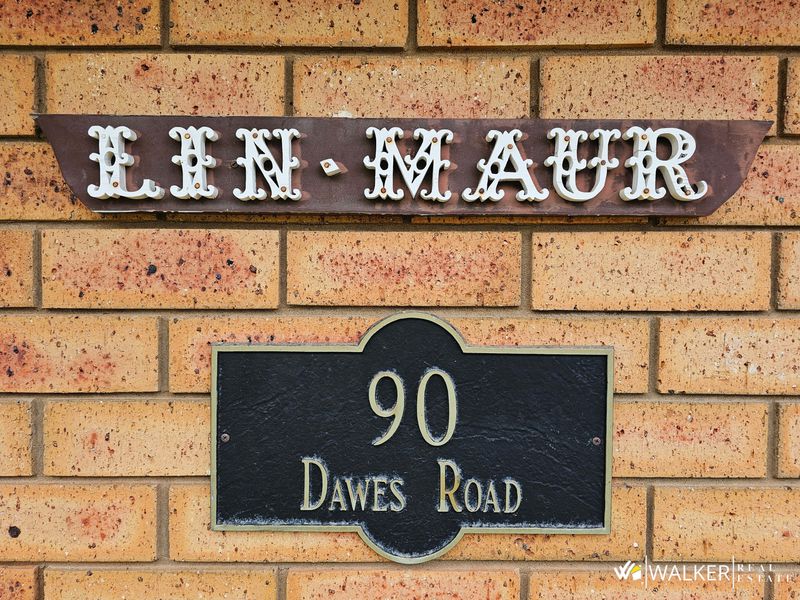 LIN·MAUR
90
DAWES ROAD
WALKER REAL ESTATE